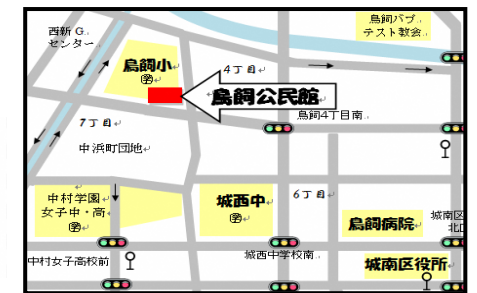 西新G.
センター
鳥飼バプ
テスト教会
鳥飼小
㋻
4丁目
鳥飼公民館
鳥飼4丁目南
7丁目
中浜町団地
中村学園
女子中・高
城西中
6丁目
鳥飼病院
城南区
北口
中村女子高校前
城西中学校南
城南区役所